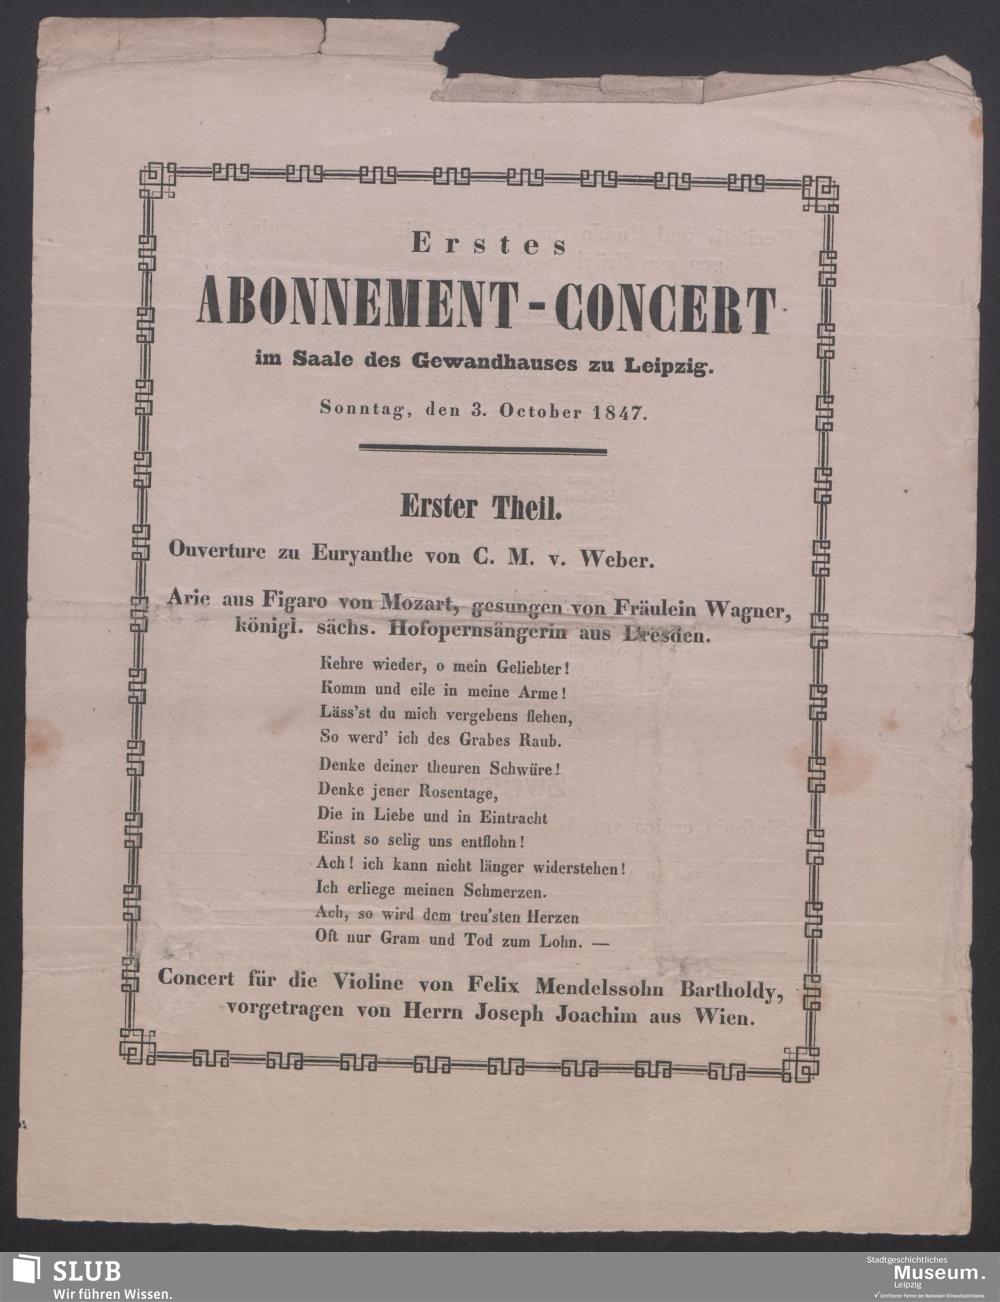 Erstes
ABONNEMENT-CONCERT
im Saale des Gewandhauses zu Leipzig.
Sonntag, den 3. October 1847.
Erster Theil.
Ouverture zu Euryanthe von C. M. v. Weber.
Arie aus Figaro von Mozart, gesungen von Fräulein Wagner,
königl. sächs. Hofopernsängerin aus Dresden.
Kehre wieder, o mein Geliebter!
Komm und eile in meine Arme!
Läss'st du mich vergebens flehen,
So werd' ich des Grabes Raub.
Denke deiner theuren Schwüre!
Denke jener Rosentage,
Die in Liebe und in Eintracht
Einst so selig uns entflohn!
Ach! ich kann nicht länger widerstehen!
Ich erliege meinen Schmerzen.
Ach, so wird dem treu'sten Herzen
Oft nur Gram und Tod zum Lohn. —
Concert für die Violine von Felix Mendelssohn Bartholdy,
vorgetragen von Herrn Joseph Joachim aus Wien.
SLUB
Wir führen Wissen.
Stadtgeschichtliches
Museum.
Leipzig
Zertifizierter Partner der Nationalen Klimaschutzinitiative